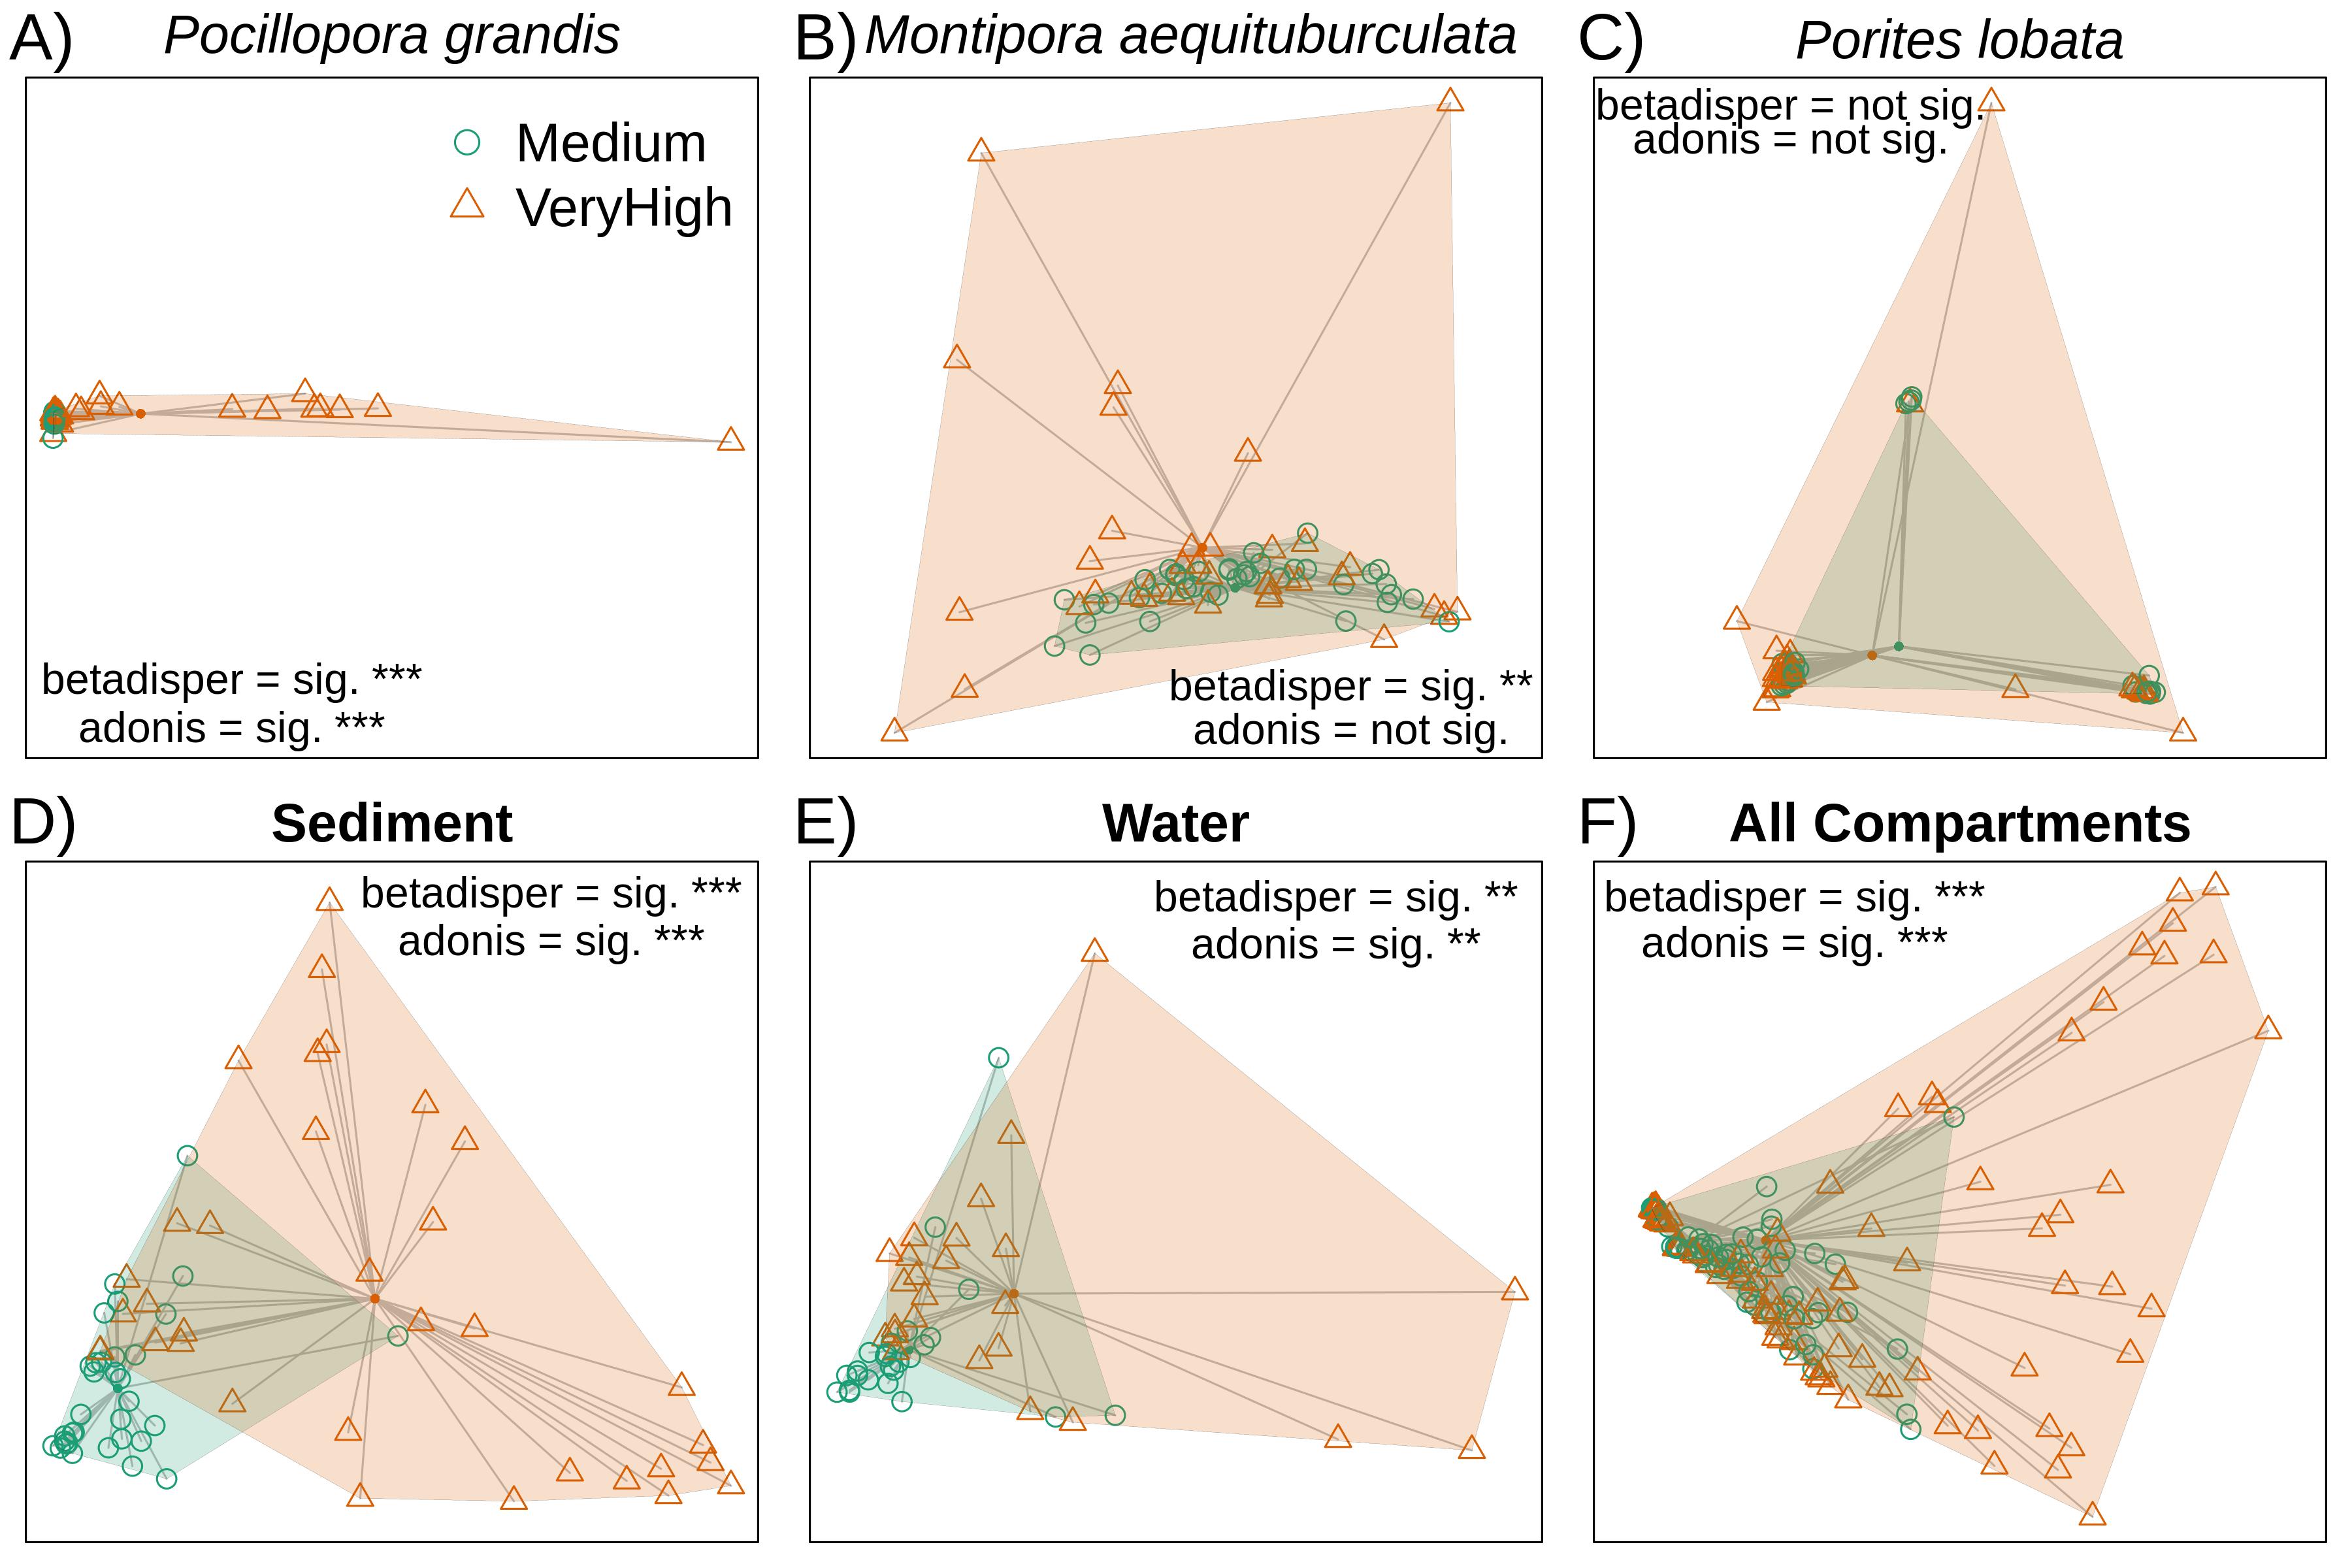 A) Pocillopora grandis
Medium
VeryHigh
betadisper = sig. ***
adonis = sig. ***
B) Montipora aequituburculata
betadisper = sig. **
adonis = not sig.
C) Porites lobata
betadisper = not sig.
adonis = not sig.
D) Sediment
betadisper = sig. ***
adonis = sig. ***
E) Water
betadisper = sig. **
adonis = sig. **
F) All Compartments
betadisper = sig. ***
adonis = sig. ***